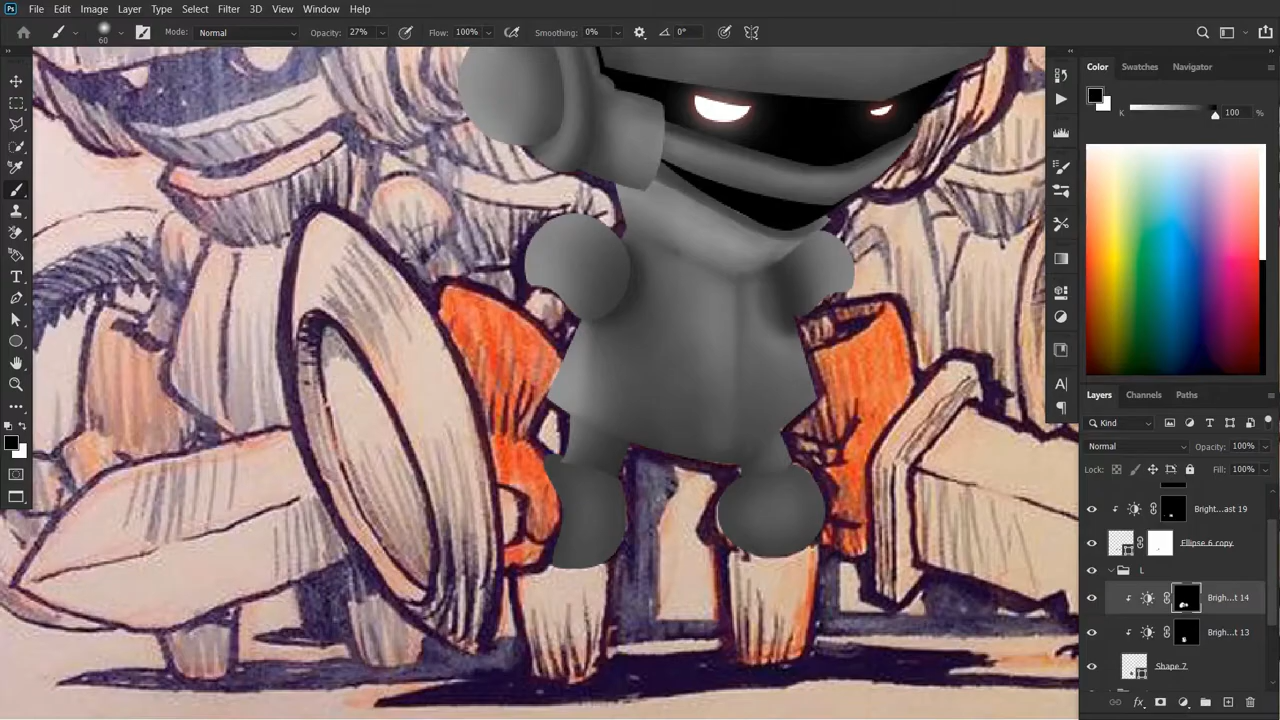 Ps File Edit Image Layer Type Select Filter 3D View Window Help
60 Mode: Normal Opacity: 27% Flow: 100% Smoothing: 0% 0°
Color Swatches Navigator
K 100 %
Layers Channels Paths
Kind
Normal Opacity: 100%
Lock: Fill: 100%
Bright...ast 19
Ellipse 6 copy
L
Brigh...t 14
Brigh...t 13
Shape 7